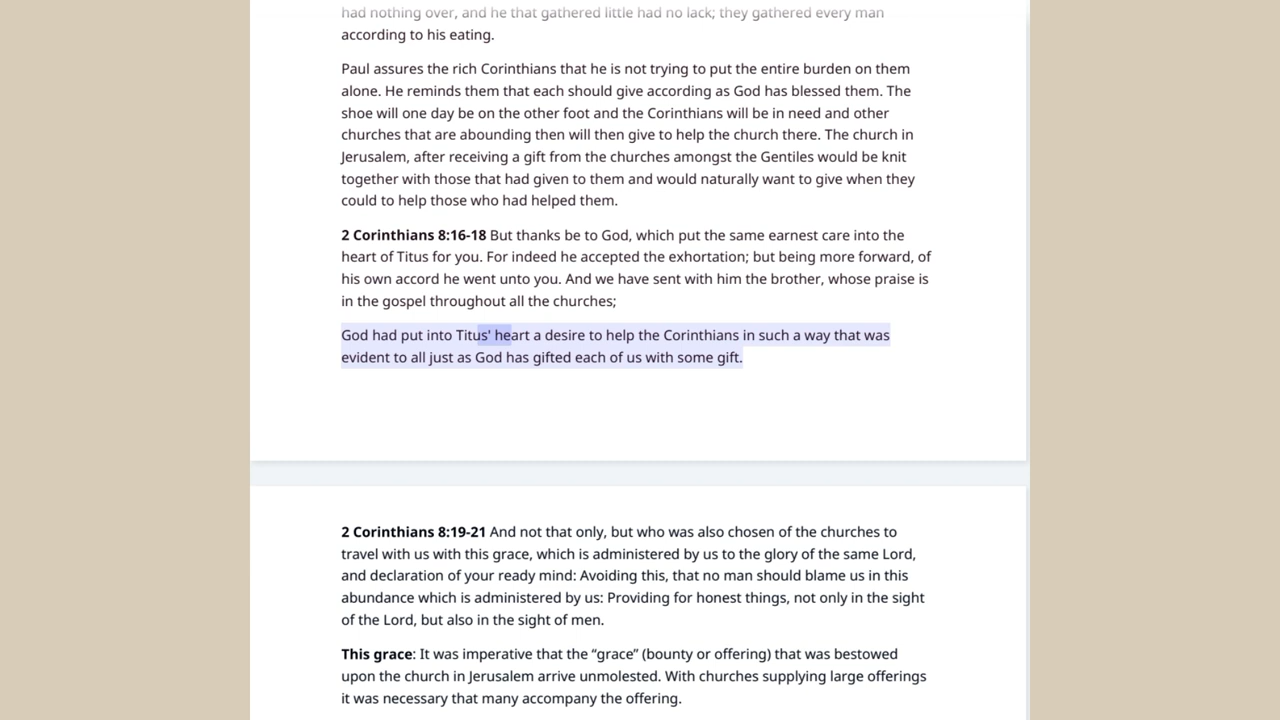 had nothing over, and he that gathered little had no lack; they gathered every man
according to his eating.
Paul assures the rich Corinthians that he is not trying to put the entire burden on them
alone. He reminds them that each should give according as God has blessed them. The
shoe will one day be on the other foot and the Corinthians will be in need and other
churches that are abounding then will then give to help the church there. The church in
Jerusalem, after receiving a gift from the churches amongst the Gentiles would be knit
together with those that had given to them and would naturally want to give when they
could to help those who had helped them.
2 Corinthians 8:16-18 But thanks be to God, which put the same earnest care into the
heart of Titus for you. For indeed he accepted the exhortation; but being more forward, of
his own accord he went unto you. And we have sent with him the brother, whose praise is
in the gospel throughout all the churches;
God had put into Titus' heart a desire to help the Corinthians in such a way that was
evident to all just as God has gifted each of us with some gift.
2 Corinthians 8:19-21 And not that only, but who was also chosen of the churches to
travel with us with this grace, which is administered by us to the glory of the same Lord,
and declaration of your ready mind: Avoiding this, that no man should blame us in this
abundance which is administered by us: Providing for honest things, not only in the sight
of the Lord, but also in the sight of men.
This grace: It was imperative that the “grace” (bounty or offering) that was bestowed
upon the church in Jerusalem arrive unmolested. With churches supplying large offerings
it was necessary that many accompany the offering.